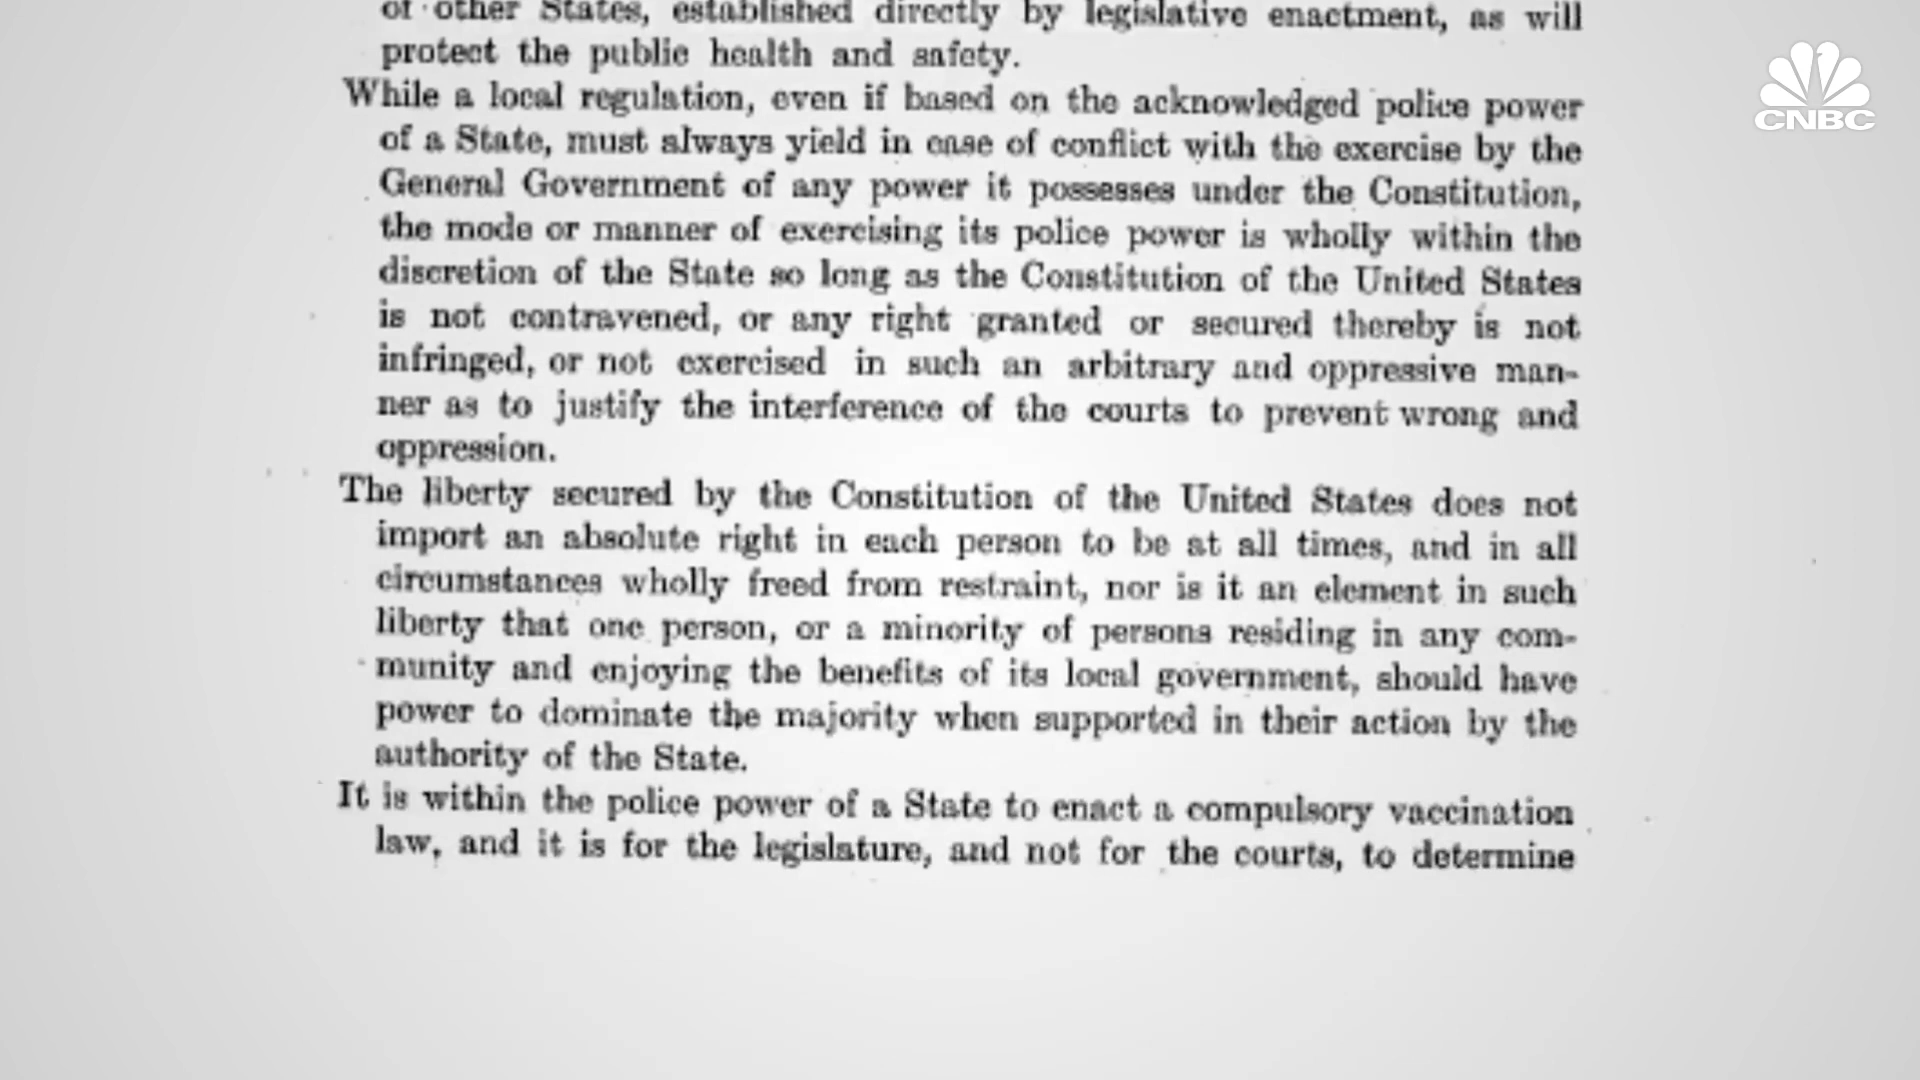 of other States, established directly by legislative enactment, as will
protect the public health and safety.
While a local regulation, even if based on the acknowledged police power
of a State, must always yield in case of conflict with the exercise by the
General Government of any power it possesses under the Constitution,
the mode or manner of exercising its police power is wholly within the
discretion of the State so long as the Constitution of the United States
is not contravened, or any right granted or secured thereby is not
infringed, or not exercised in such an arbitrary and oppressive man-
ner as to justify the interference of the courts to prevent wrong and
oppression.
The liberty secured by the Constitution of the United States does not
import an absolute right in each person to be at all times, and in all
circumstances wholly freed from restraint, nor is it an element in such
liberty that one person, or a minority of persons residing in any com-
munity and enjoying the benefits of its local government, should have
power to dominate the majority when supported in their action by the
authority of the State.
It is within the police power of a State to enact a compulsory vaccination
law, and it is for the legislature, and not for the courts, to determine
CNBC